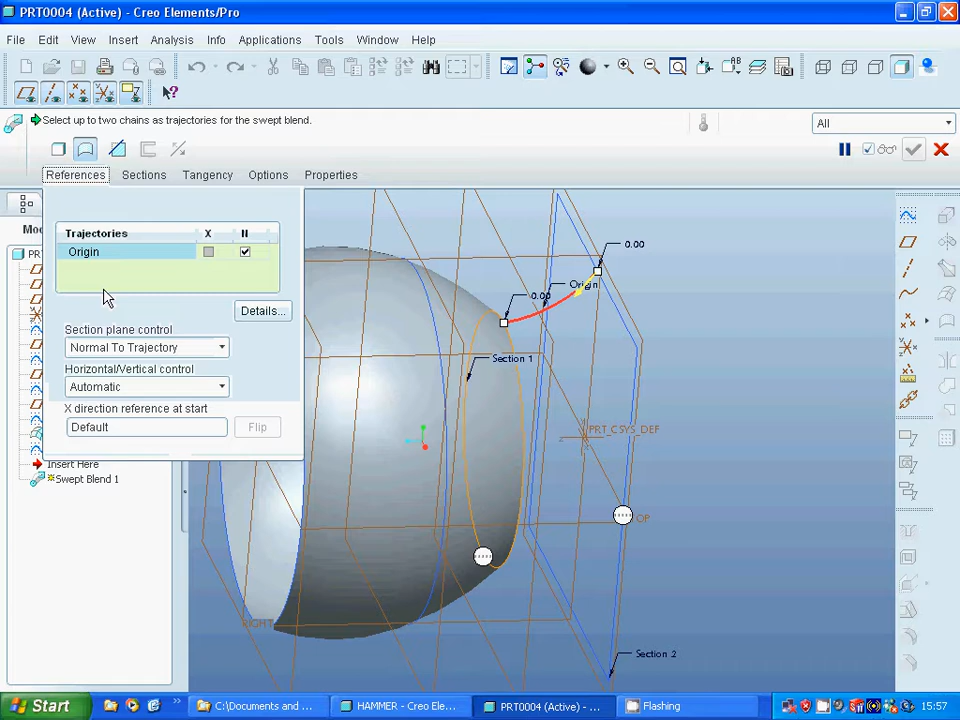 PRT0004 (Active) - Creo Elements/Pro
File Edit View Insert Analysis Info Applications Tools Window Help
Select up to two chains as trajectories for the swept blend.
All
References Sections Tangency Options Properties
Trajectories X N
Origin
Details...
Section plane control
Normal To Trajectory
Horizontal/Vertical control
Automatic
X direction reference at start
Default Flip
Insert Here
Swept Blend 1
0.00
Origin
0.00
Section 1
PRT_CSYS_DEF
OP
RIGHT
Section 2
Start C:\Documents and ... HAMMER - Creo Ele... PRT0004 (Active) - ... Flashing 15:57